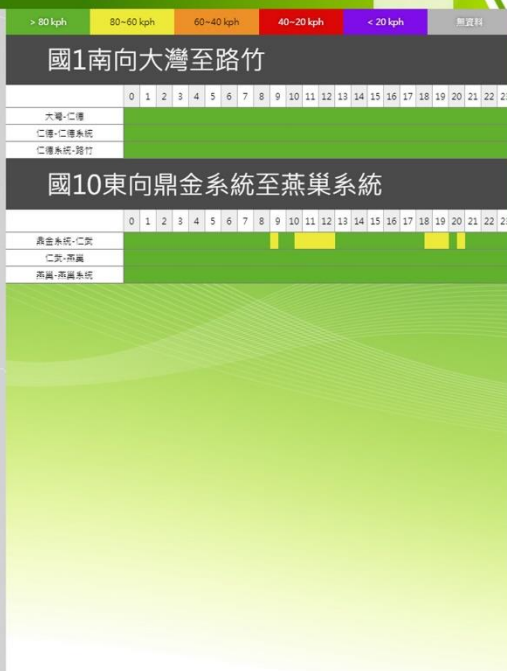 > 80 kph 80~60 kph 60~40 kph 40~20 kph < 20 kph 無資料
國1南向大灣至路竹
0 1 2 3 4 5 6 7 8 9 10 11 12 13 14 15 16 17 18 19 20 21 22
大灣-仁德
仁德-仁德系統
仁德系統-路竹
國10東向鼎金系統至燕巢系統
0 1 2 3 4 5 6 7 8 9 10 11 12 13 14 15 16 17 18 19 20 21 22
鼎金系統-仁武
仁武-燕巢
燕巢-燕巢系統